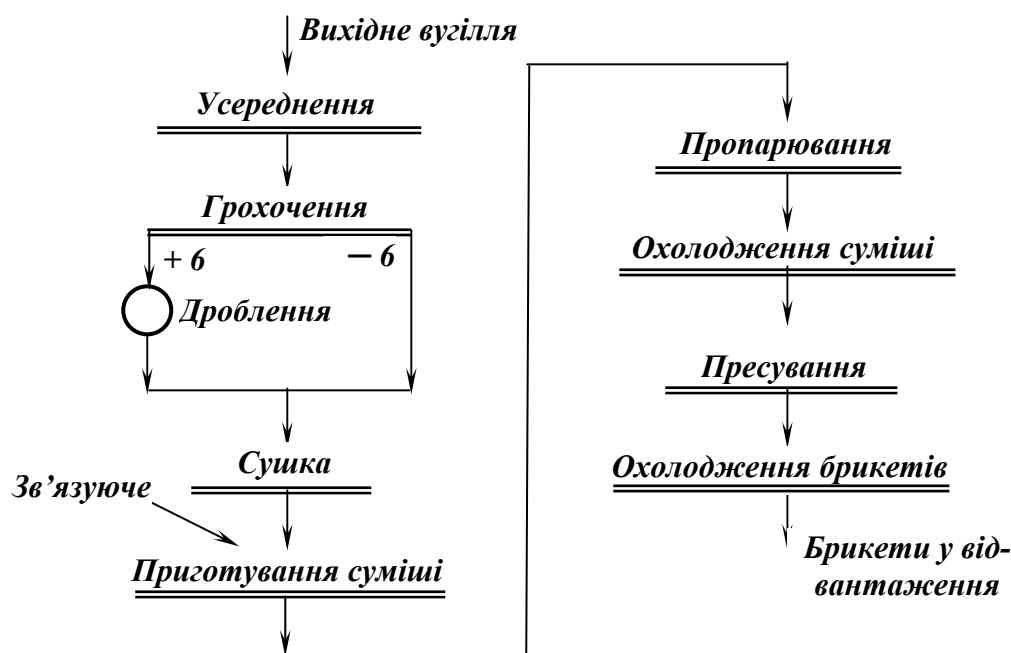 Вихідне вугілля
Усереднення
Грохочення
+ 6
— 6
Дроблення
Сушка
Зв’язуюче
Приготування суміші
Пропарювання
Охолодження суміші
Пресування
Охолодження брикетів
Брикети у від-
вантаження